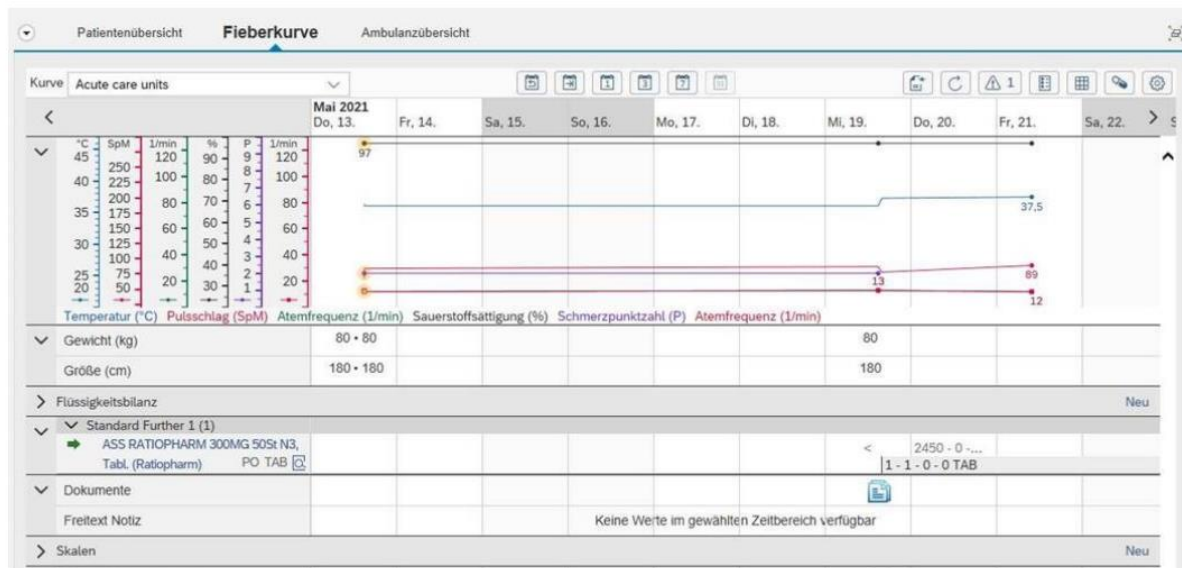 Patientenübersicht Fieberkurve Ambulanzübersicht
Kurve Acute care units 1 3 7 1
Mai 2021
Do, 13. Fr, 14. Sa, 15. So, 16. Mo, 17. Di, 18. Mi, 19. Do, 20. Fr, 21. Sa, 22. S
°C SpM 1/min % P 1/min
45 250 120 90 9 120
40 225 100 80 8 100
35 200 80 70 7 80
30 175 60 60 6 60
25 150 40 50 5 40
20 125 20 40 4 20
100 30 3
75 2
50 1
97
37,5
13
89
12
Temperatur (°C) Pulsschlag (SpM) Atemfrequenz (1/min) Sauerstoffsättigung (%) Schmerzpunktzahl (P) Atemfrequenz (1/min)
Gewicht (kg) 80 • 80 80
Größe (cm) 180 • 180 180
Flüssigkeitsbilanz Neu
Standard Further 1 (1)
ASS RATIOPHARM 300MG 50St N3, < 2450 - 0 -...
Tabl. (Ratiopharm) PO TAB 1 - 1 - 0 - 0 TAB
Dokumente
Freitext Notiz Keine Werte im gewählten Zeitbereich verfügbar
Skalen Neu